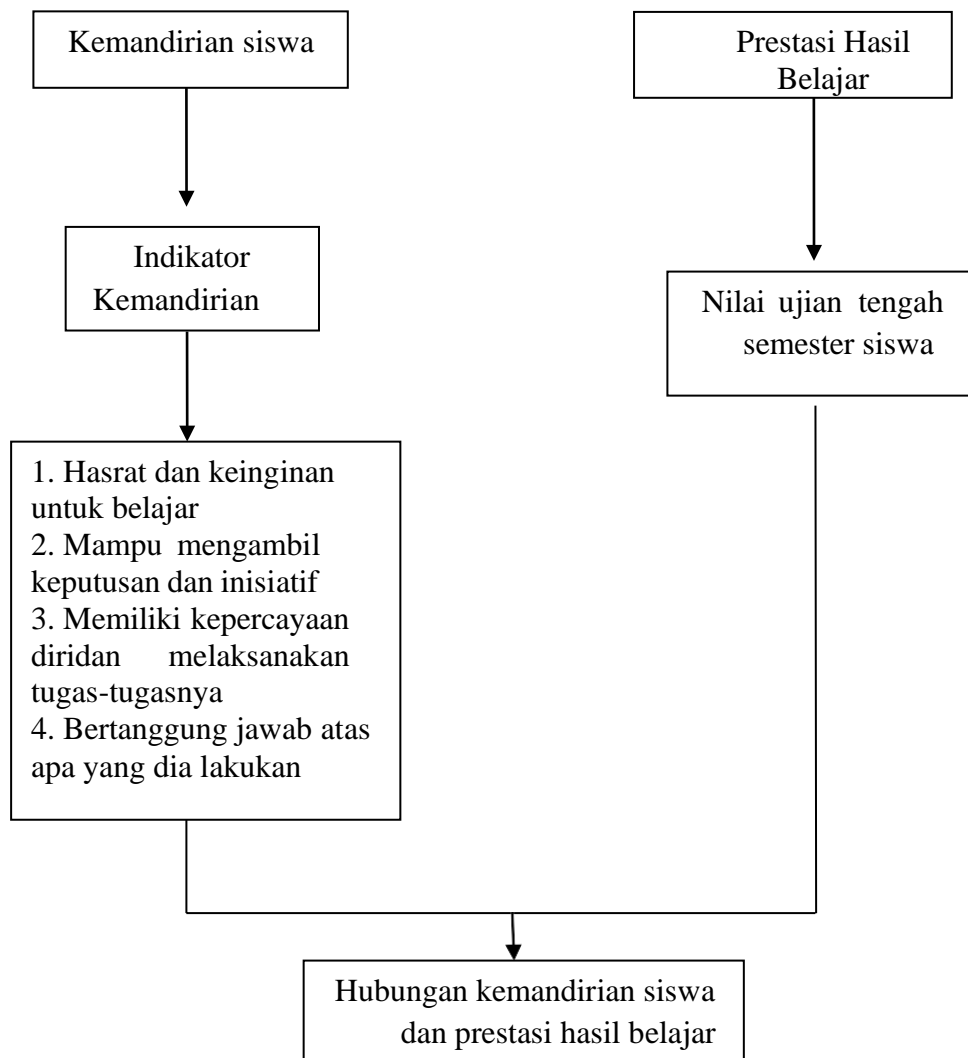 Kemandirian siswa
Prestasi Hasil
Belajar
Indikator
Kemandirian
Nilai ujian tengah
semester siswa
1. Hasrat dan keinginan
untuk belajar
2. Mampu mengambil
keputusan dan inisiatif
3. Memiliki kepercayaan
diridan melaksanakan
tugas-tugasnya
4. Bertanggung jawab atas
apa yang dia lakukan
Hubungan kemandirian siswa
dan prestasi hasil belajar